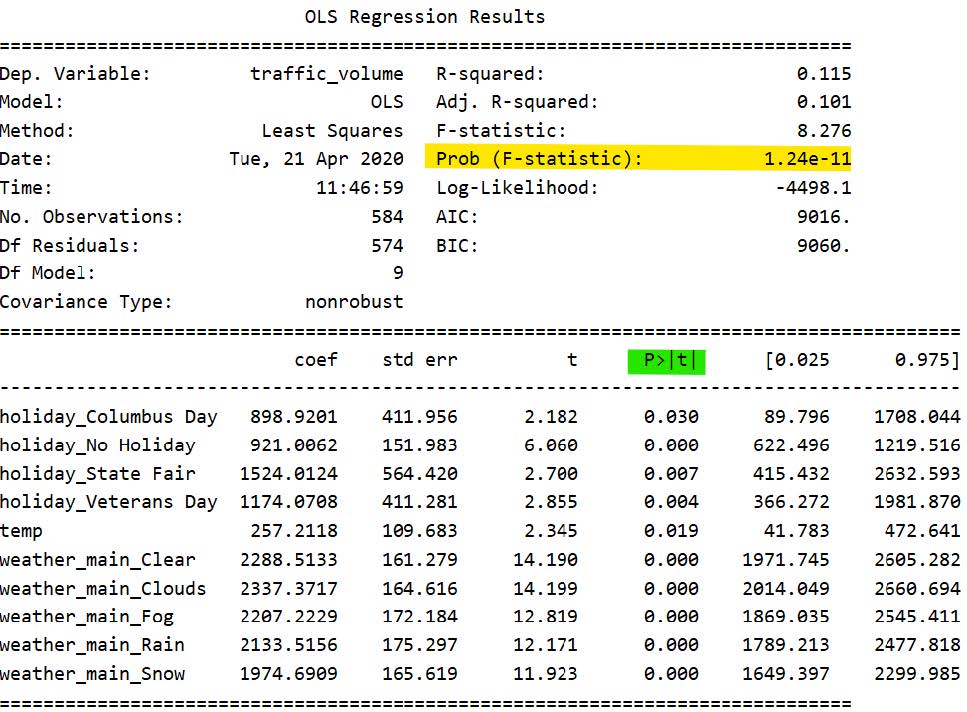 OLS Regression Results
==============================================================================
Dep. Variable: traffic_volume R-squared: 0.115
Model: OLS Adj. R-squared: 0.101
Method: Least Squares F-statistic: 8.276
Date: Tue, 21 Apr 2020 Prob (F-statistic): 1.24e-11
Time: 11:46:59 Log-Likelihood: -4498.1
No. Observations: 584 AIC: 9016.
Df Residuals: 574 BIC: 9060.
Df Model: 9
Covariance Type: nonrobust
========================================================================================
coef std err t P>|t| [0.025 0.975]
----------------------------------------------------------------------------------------
holiday_Columbus Day 898.9201 411.956 2.182 0.030 89.796 1708.044
holiday_No Holiday 921.0062 151.983 6.060 0.000 622.496 1219.516
holiday_State Fair 1524.0124 564.420 2.700 0.007 415.432 2632.593
holiday_Veterans Day 1174.0708 411.281 2.855 0.004 366.272 1981.870
temp 257.2118 109.683 2.345 0.019 41.783 472.641
weather_main_Clear 2288.5133 161.279 14.190 0.000 1971.745 2605.282
weather_main_Clouds 2337.3717 164.616 14.199 0.000 2014.049 2660.694
weather_main_Fog 2207.2229 172.184 12.819 0.000 1869.035 2545.411
weather_main_Rain 2133.5156 175.297 12.171 0.000 1789.213 2477.818
weather_main_Snow 1974.6909 165.619 11.923 0.000 1649.397 2299.985
==============================================================================